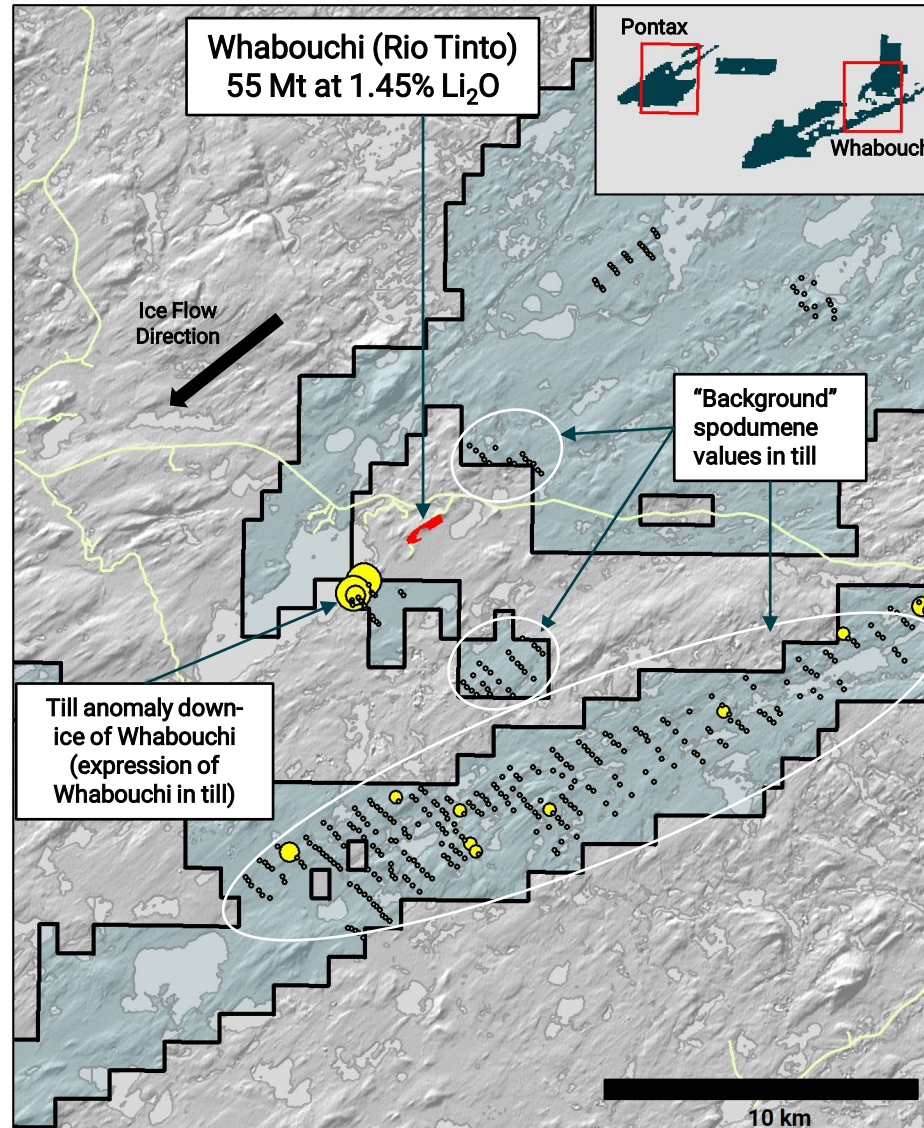 Whabouchi (Rio Tinto)
55 Mt at 1.45% Li₂O
Pontax
Whabouch
Ice Flow
Direction
“Background”
spodumene
values in till
Till anomaly down-
ice of Whabouchi
(expression of
Whabouchi in till)
10 km